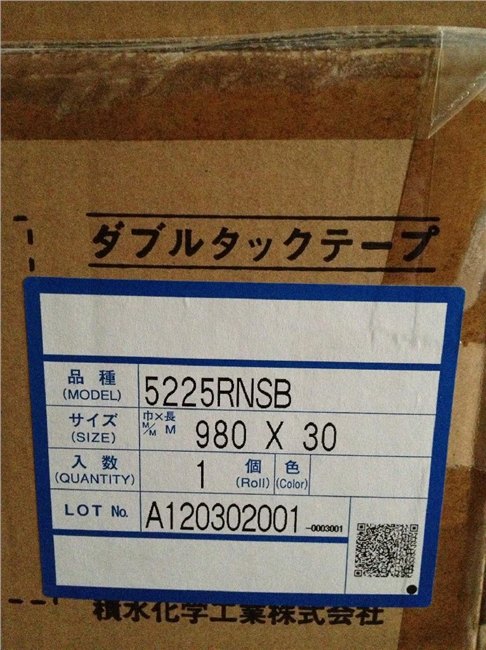 ダブルタックテープ
品種 (MODEL) 5225RNSB
サイズ (SIZE) 巾×長 M/M M 980 X 30
入数 (QUANTITY) 1 個 (Roll) 色 (Color)
LOT No. A120302001 -0003001
積水化学工業株式会社